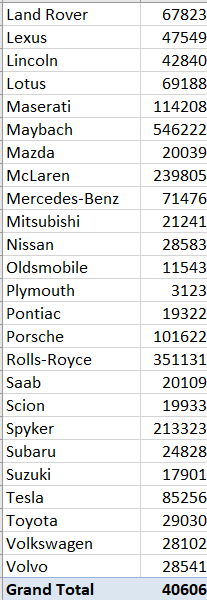 Land Rover 67823
Lexus 47549
Lincoln 42840
Lotus 69188
Maserati 114208
Maybach 546222
Mazda 20039
McLaren 239805
Mercedes-Benz 71476
Mitsubishi 21241
Nissan 28583
Oldsmobile 11543
Plymouth 3123
Pontiac 19322
Porsche 101622
Rolls-Royce 351131
Saab 20109
Scion 19933
Spyker 213323
Subaru 24828
Suzuki 17901
Tesla 85256
Toyota 29030
Volkswagen 28102
Volvo 28541
Grand Total 40606